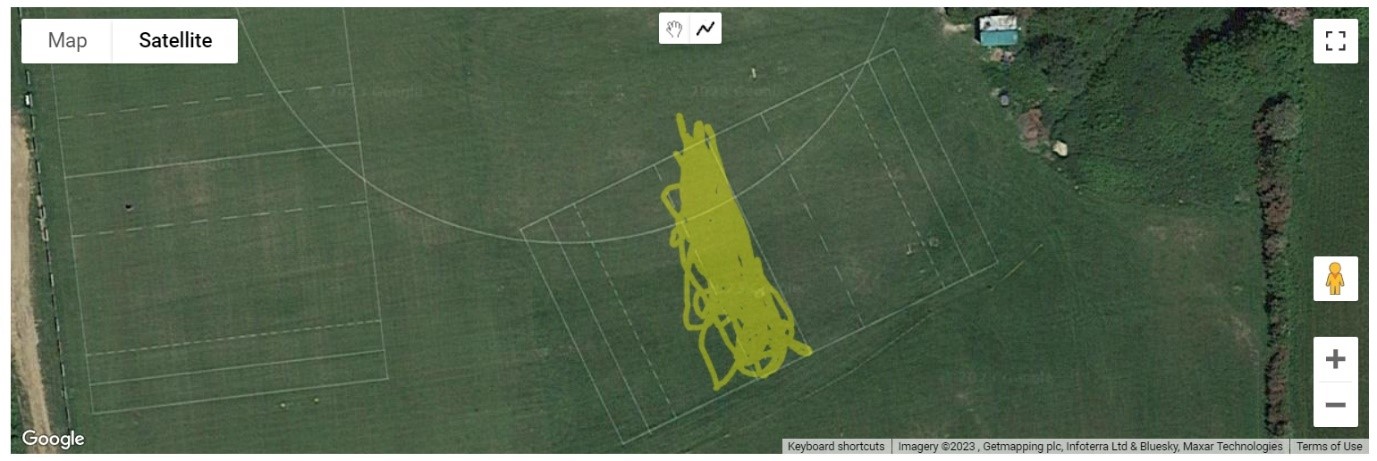 Map
Satellite
Google
Keyboard shortcuts
Imagery ©2023 , Getmapping plc, Infoterra Ltd & Bluesky, Maxar Technologies
Terms of Use